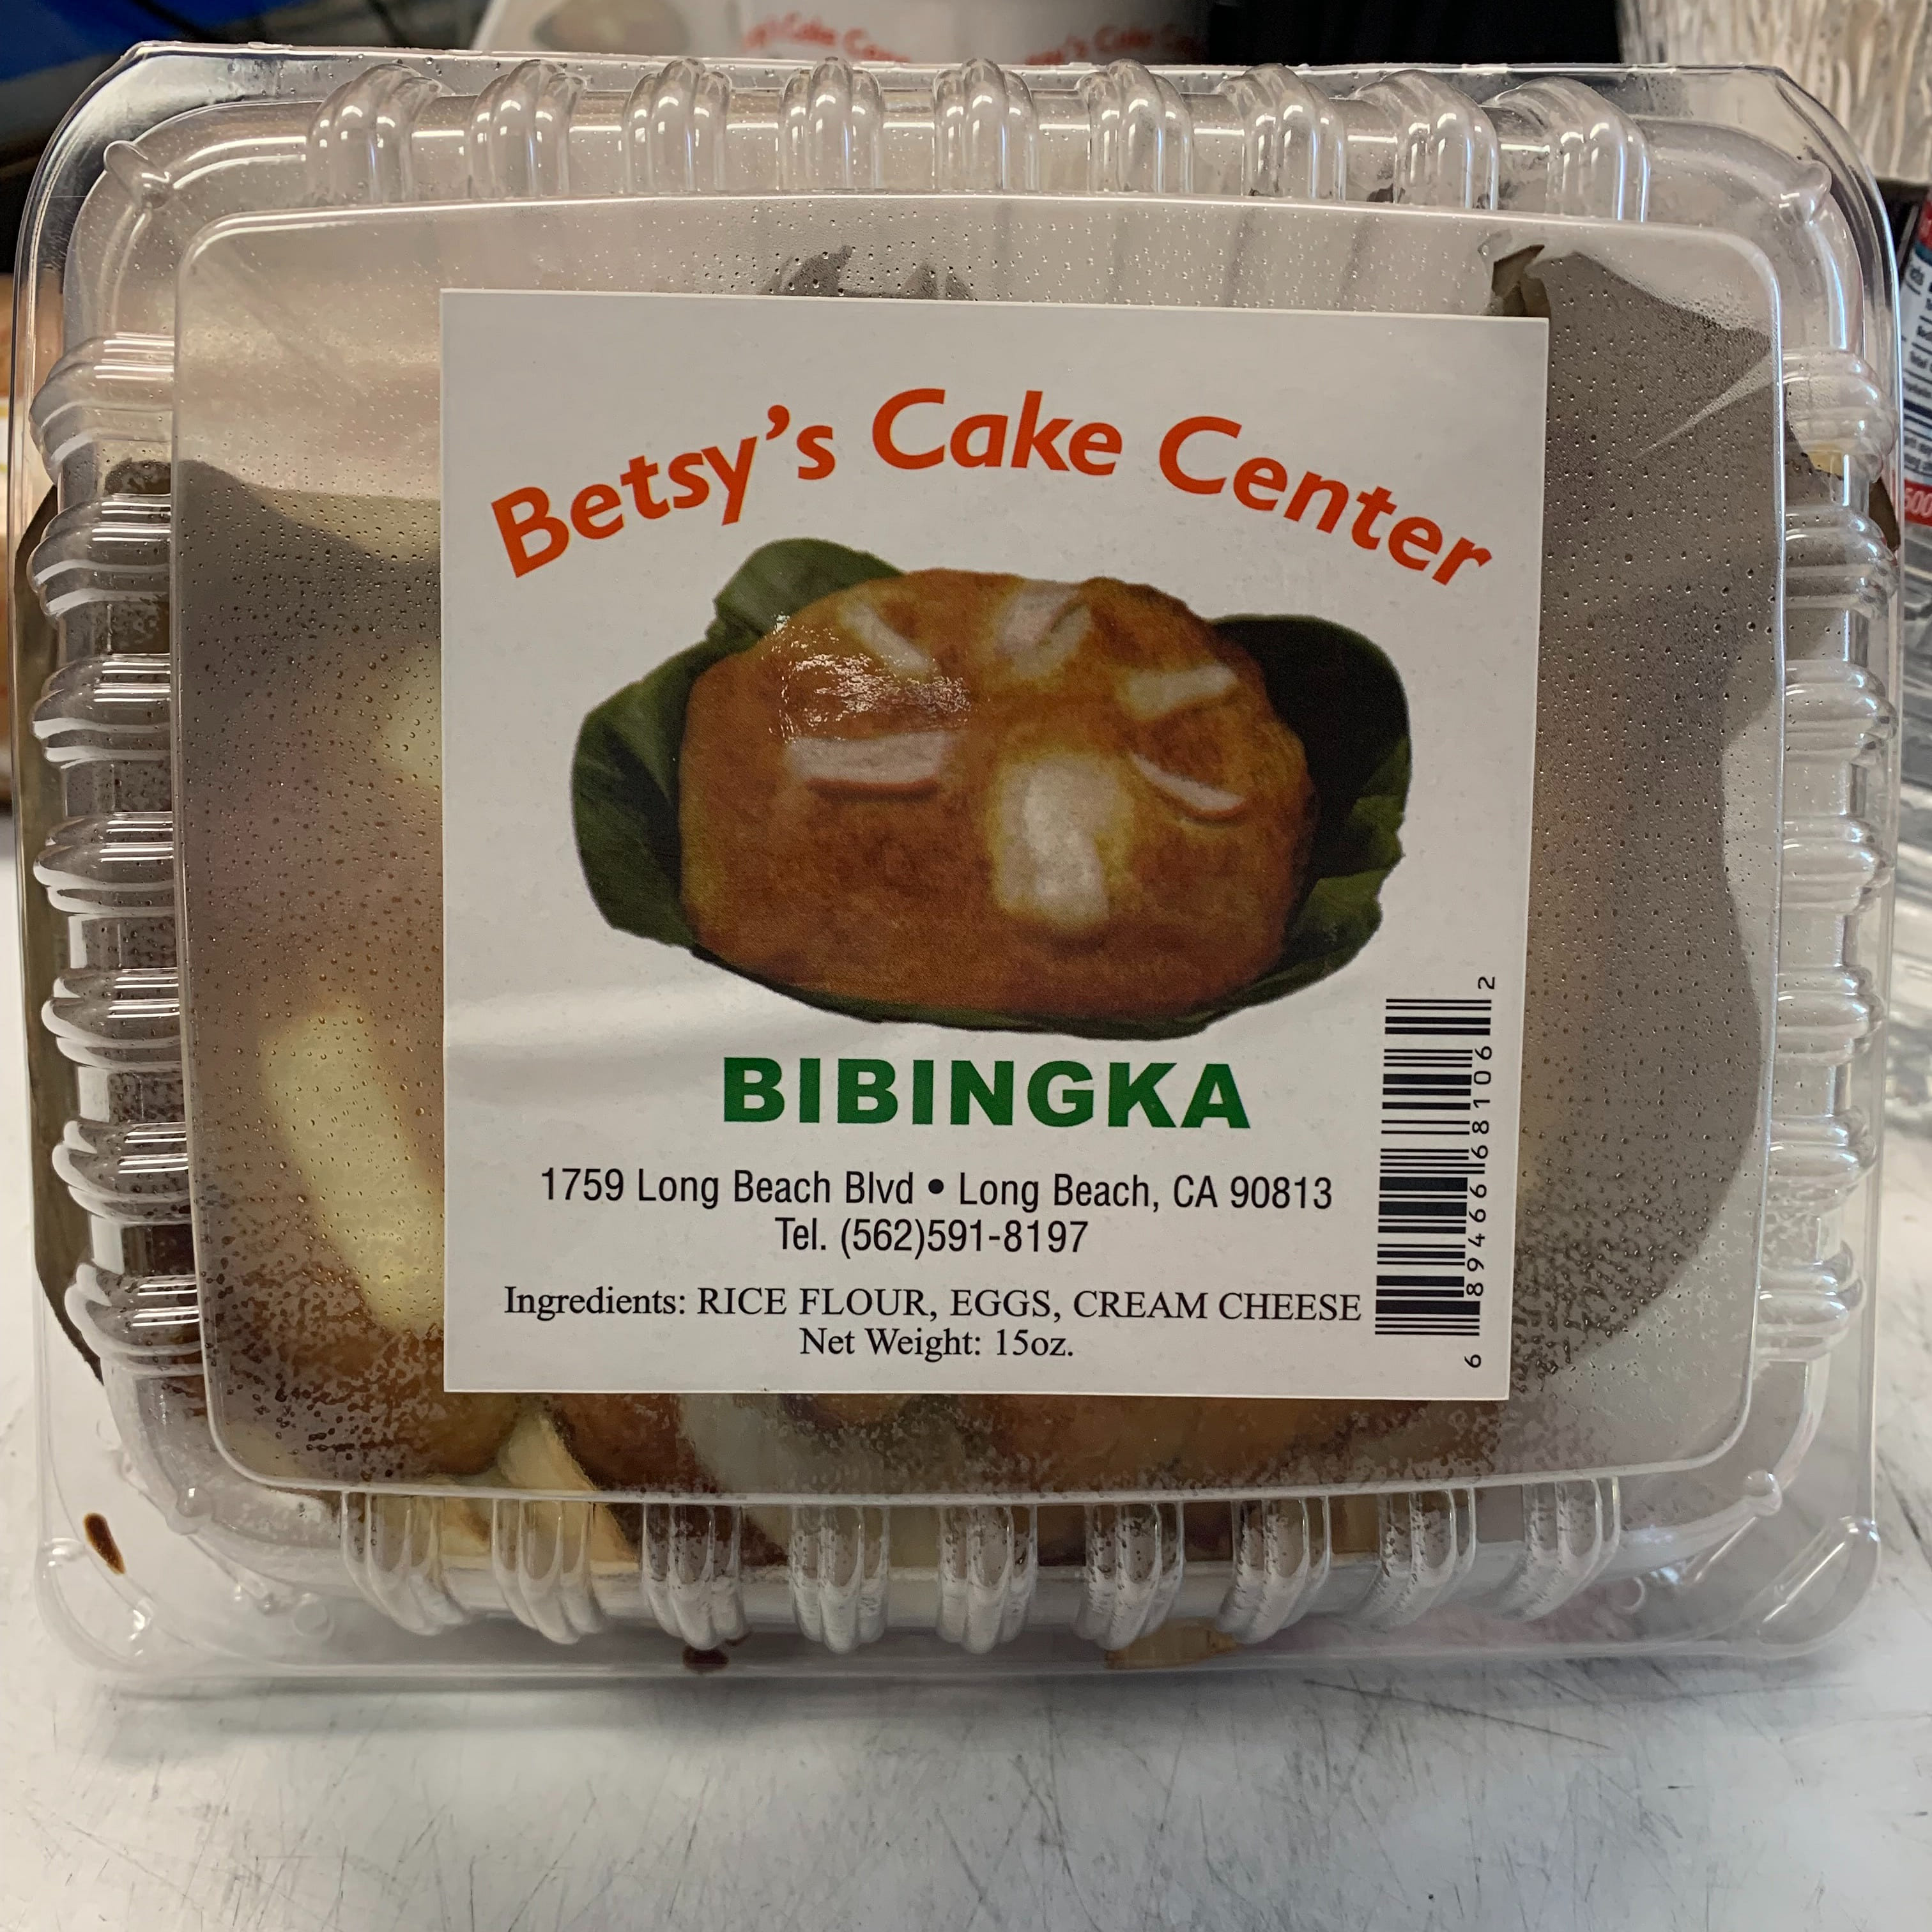 Betsy's Cake Center
BIBINGKA
1759 Long Beach Blvd • Long Beach, CA 90813
Tel. (562)591-8197
Ingredients: RICE FLOUR, EGGS, CREAM CHEESE
Net Weight: 15oz.
6 89466 68106 2